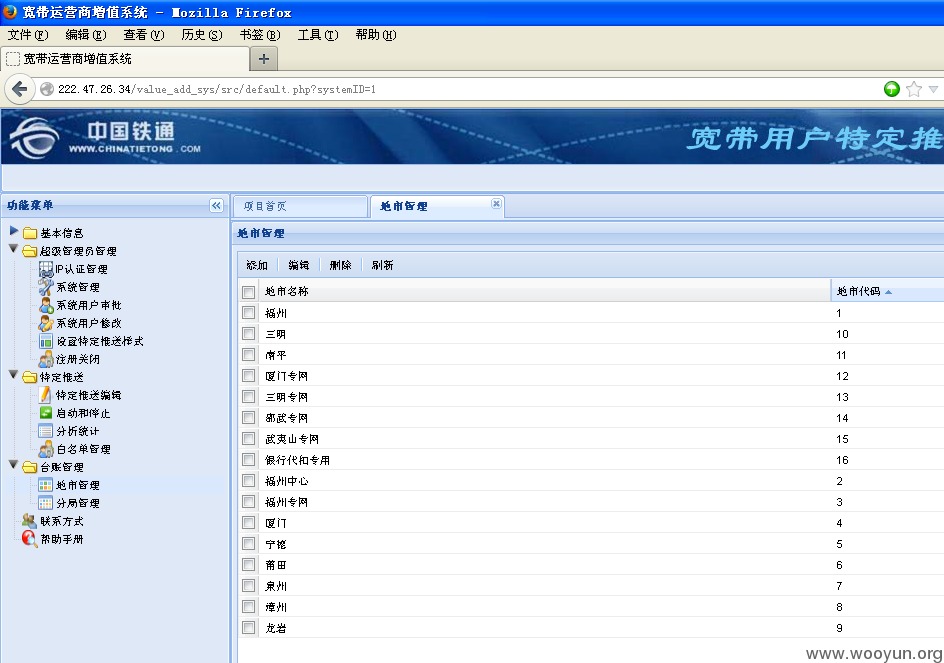 宽带运营商增值系统 - Mozilla Firefox
文件(F) 编辑(E) 查看(V) 历史(S) 书签(B) 工具(T) 帮助(H)
宽带运营商增值系统
222.47.26.34/value_add_sys/src/default.php?systemID=1
中国铁通
WWW.CHINATIETONG.COM
宽带用户特定推
功能菜单
项目首页 地市管理
基本信息
超级管理员管理
IP认证管理
系统管理
系统用户审批
系统用户修改
设置特定推送样式
注册关闭
特定推送
特定推送编辑
启动和停止
分析统计
白名单管理
台账管理
地市管理
分局管理
联系方式
帮助手册
地市管理
添加 编辑 删除 刷新
地市名称 地市代码
福州 1
三明 10
南平 11
厦门专网 12
三明专网 13
邵武专网 14
武夷山专网 15
银行代扣专用 16
福州中心 2
福州专网 3
厦门 4
宁德 5
莆田 6
泉州 7
漳州 8
龙岩 9
www.wooyun.org